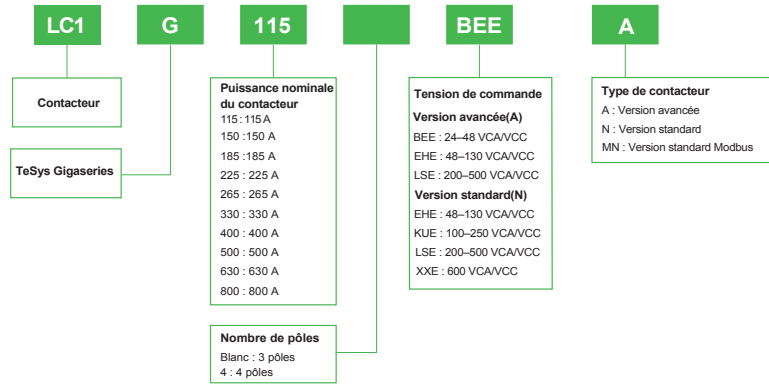 LC1
G
115
BEE
A
Contacteur
TeSys Gigaseries
Puissance nominale
du contacteur
115 : 115 A
150 :150 A
185 :185 A
225 : 225 A
265 : 265 A
330 : 330 A
400 : 400 A
500 : 500 A
630 : 630 A
800 : 800 A
Nombre de pôles
Blanc : 3 pôles
4 : 4 pôles
Tension de commande
Version avancée(A)
BEE : 24–48 VCA/VCC
EHE : 48–130 VCA/VCC
LSE : 200–500 VCA/VCC
Version standard(N)
EHE : 48–130 VCA/VCC
KUE : 100–250 VCA/VCC
LSE : 200–500 VCA/VCC
XXE : 600 VCA/VCC
Type de contacteur
A : Version avancée
N : Version standard
MN : Version standard Modbus